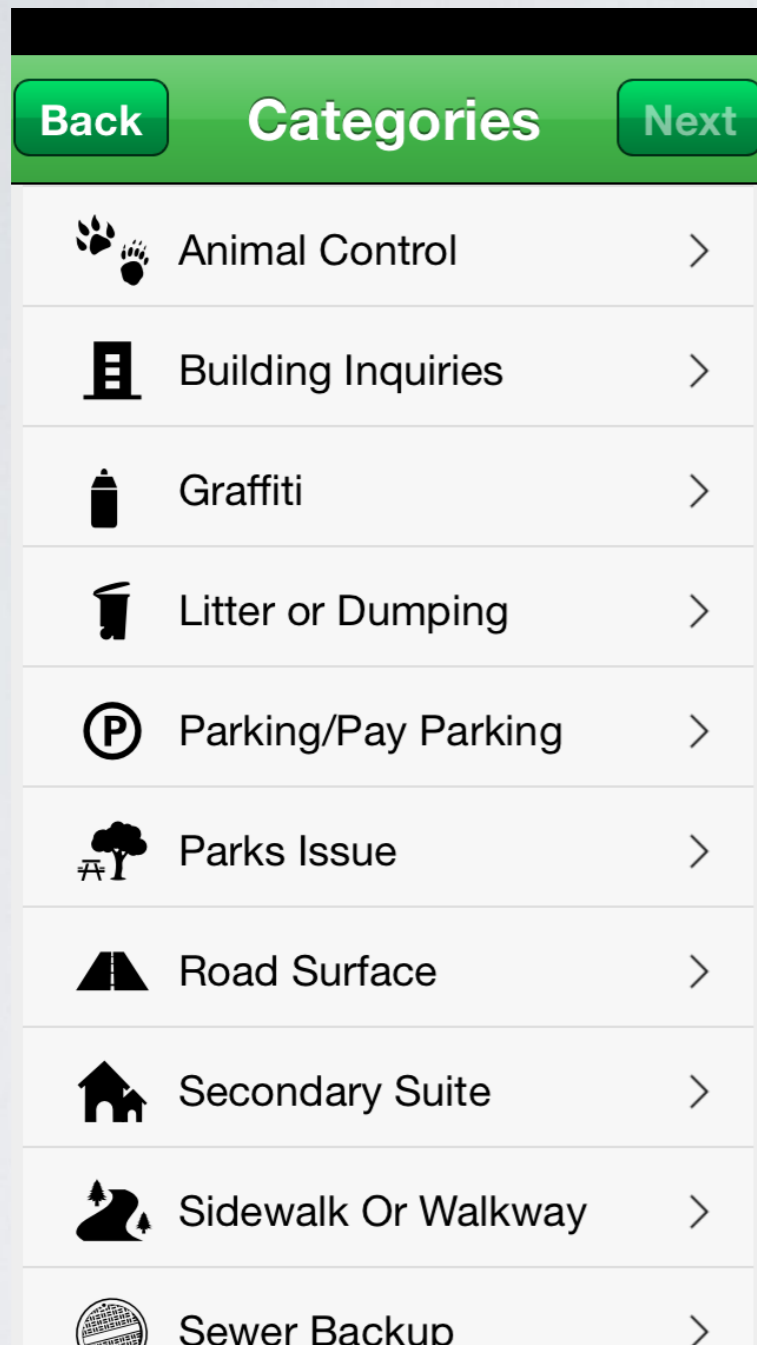 Back Categories Next
Animal Control
Building Inquiries
Graffiti
Litter or Dumping
P Parking/Pay Parking
Parks Issue
Road Surface
Secondary Suite
Sidewalk Or Walkway
Sewer Backup